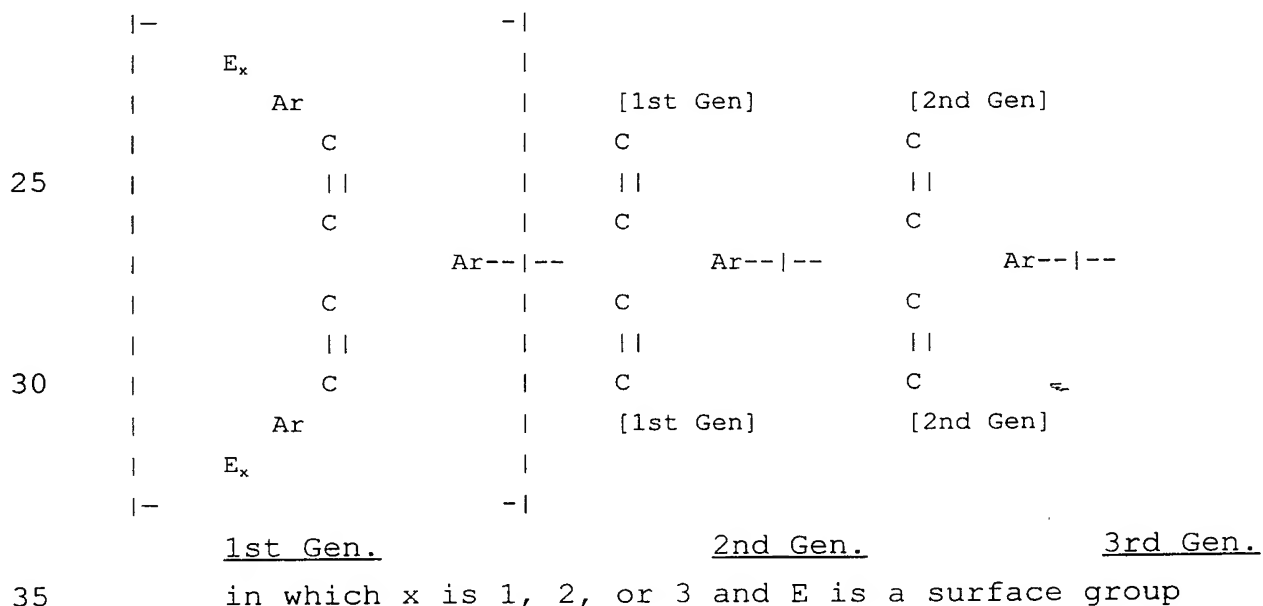 |—                          -|
|      Eₓ                    |
|         Ar                 |      [1st Gen]          [2nd Gen]
|            C               |      C                  C
25      |            ||              |      ||                 ||
|            C               |      C                  C
|                    Ar--|--          Ar--|--            Ar--|--
|            C               |      C                  C
|            ||              |      ||                 ||
30      |            C               |      C                  C
|         Ar                 |      [1st Gen]          [2nd Gen]
|      Eₓ                    |
|—                          -|
1st Gen.                    2nd Gen.            3rd Gen.
35      in which x is 1, 2, or 3 and E is a surface group